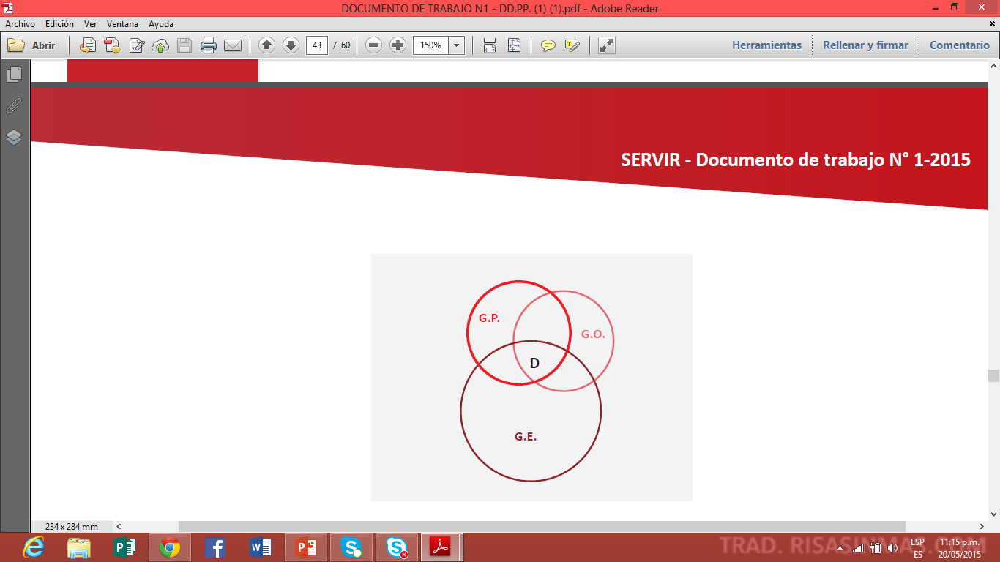 DOCUMENTO DE TRABAJO N1 - DD.PP. (1) (1).pdf - Adobe Reader
Archivo Edición Ver Ventana Ayuda
Abrir 43 / 60 150% Herramientas Rellenar y firmar Comentario
SERVIR - Documento de trabajo N° 1-2015
G.P.
G.O.
D
G.E.
234 x 284 mm
TRAD. RISASINMAS.COM
ESP 11:15 p.m.
ES 20/05/2015